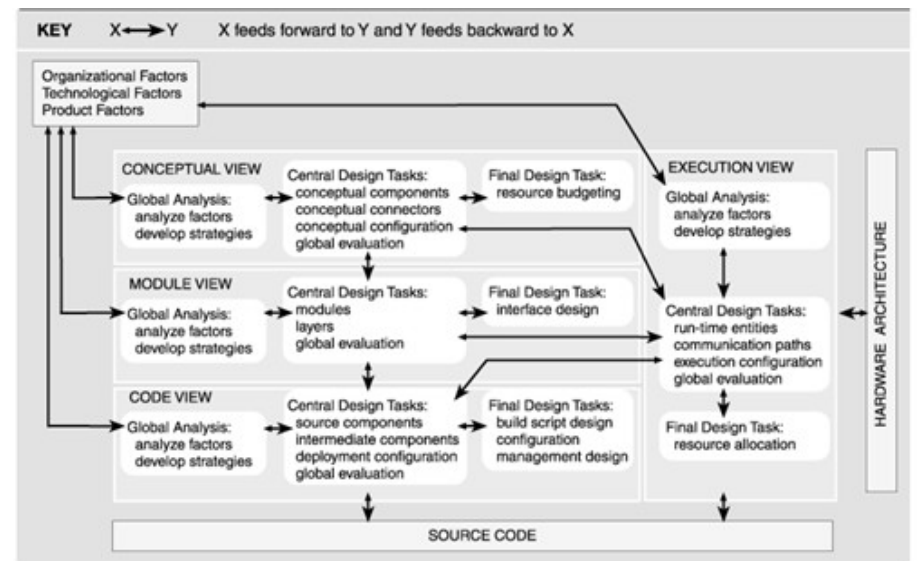 KEY X Y X feeds forward to Y and Y feeds backward to X
Organizational Factors
Technological Factors
Product Factors
CONCEPTUAL VIEW
Global Analysis:
analyze factors
develop strategies
Central Design Tasks:
conceptual components
conceptual connectors
conceptual configuration
global evaluation
Final Design Task:
resource budgeting
MODULE VIEW
Global Analysis:
analyze factors
develop strategies
Central Design Tasks:
modules
layers
global evaluation
Final Design Task:
interface design
CODE VIEW
Global Analysis:
analyze factors
develop strategies
Central Design Tasks:
source components
intermediate components
deployment configuration
global evaluation
Final Design Tasks:
build script design
configuration
management design
EXECUTION VIEW
Global Analysis:
analyze factors
develop strategies
Central Design Tasks:
run-time entities
communication paths
execution configuration
global evaluation
Final Design Task:
resource allocation
HARDWARE ARCHITECTURE
SOURCE CODE